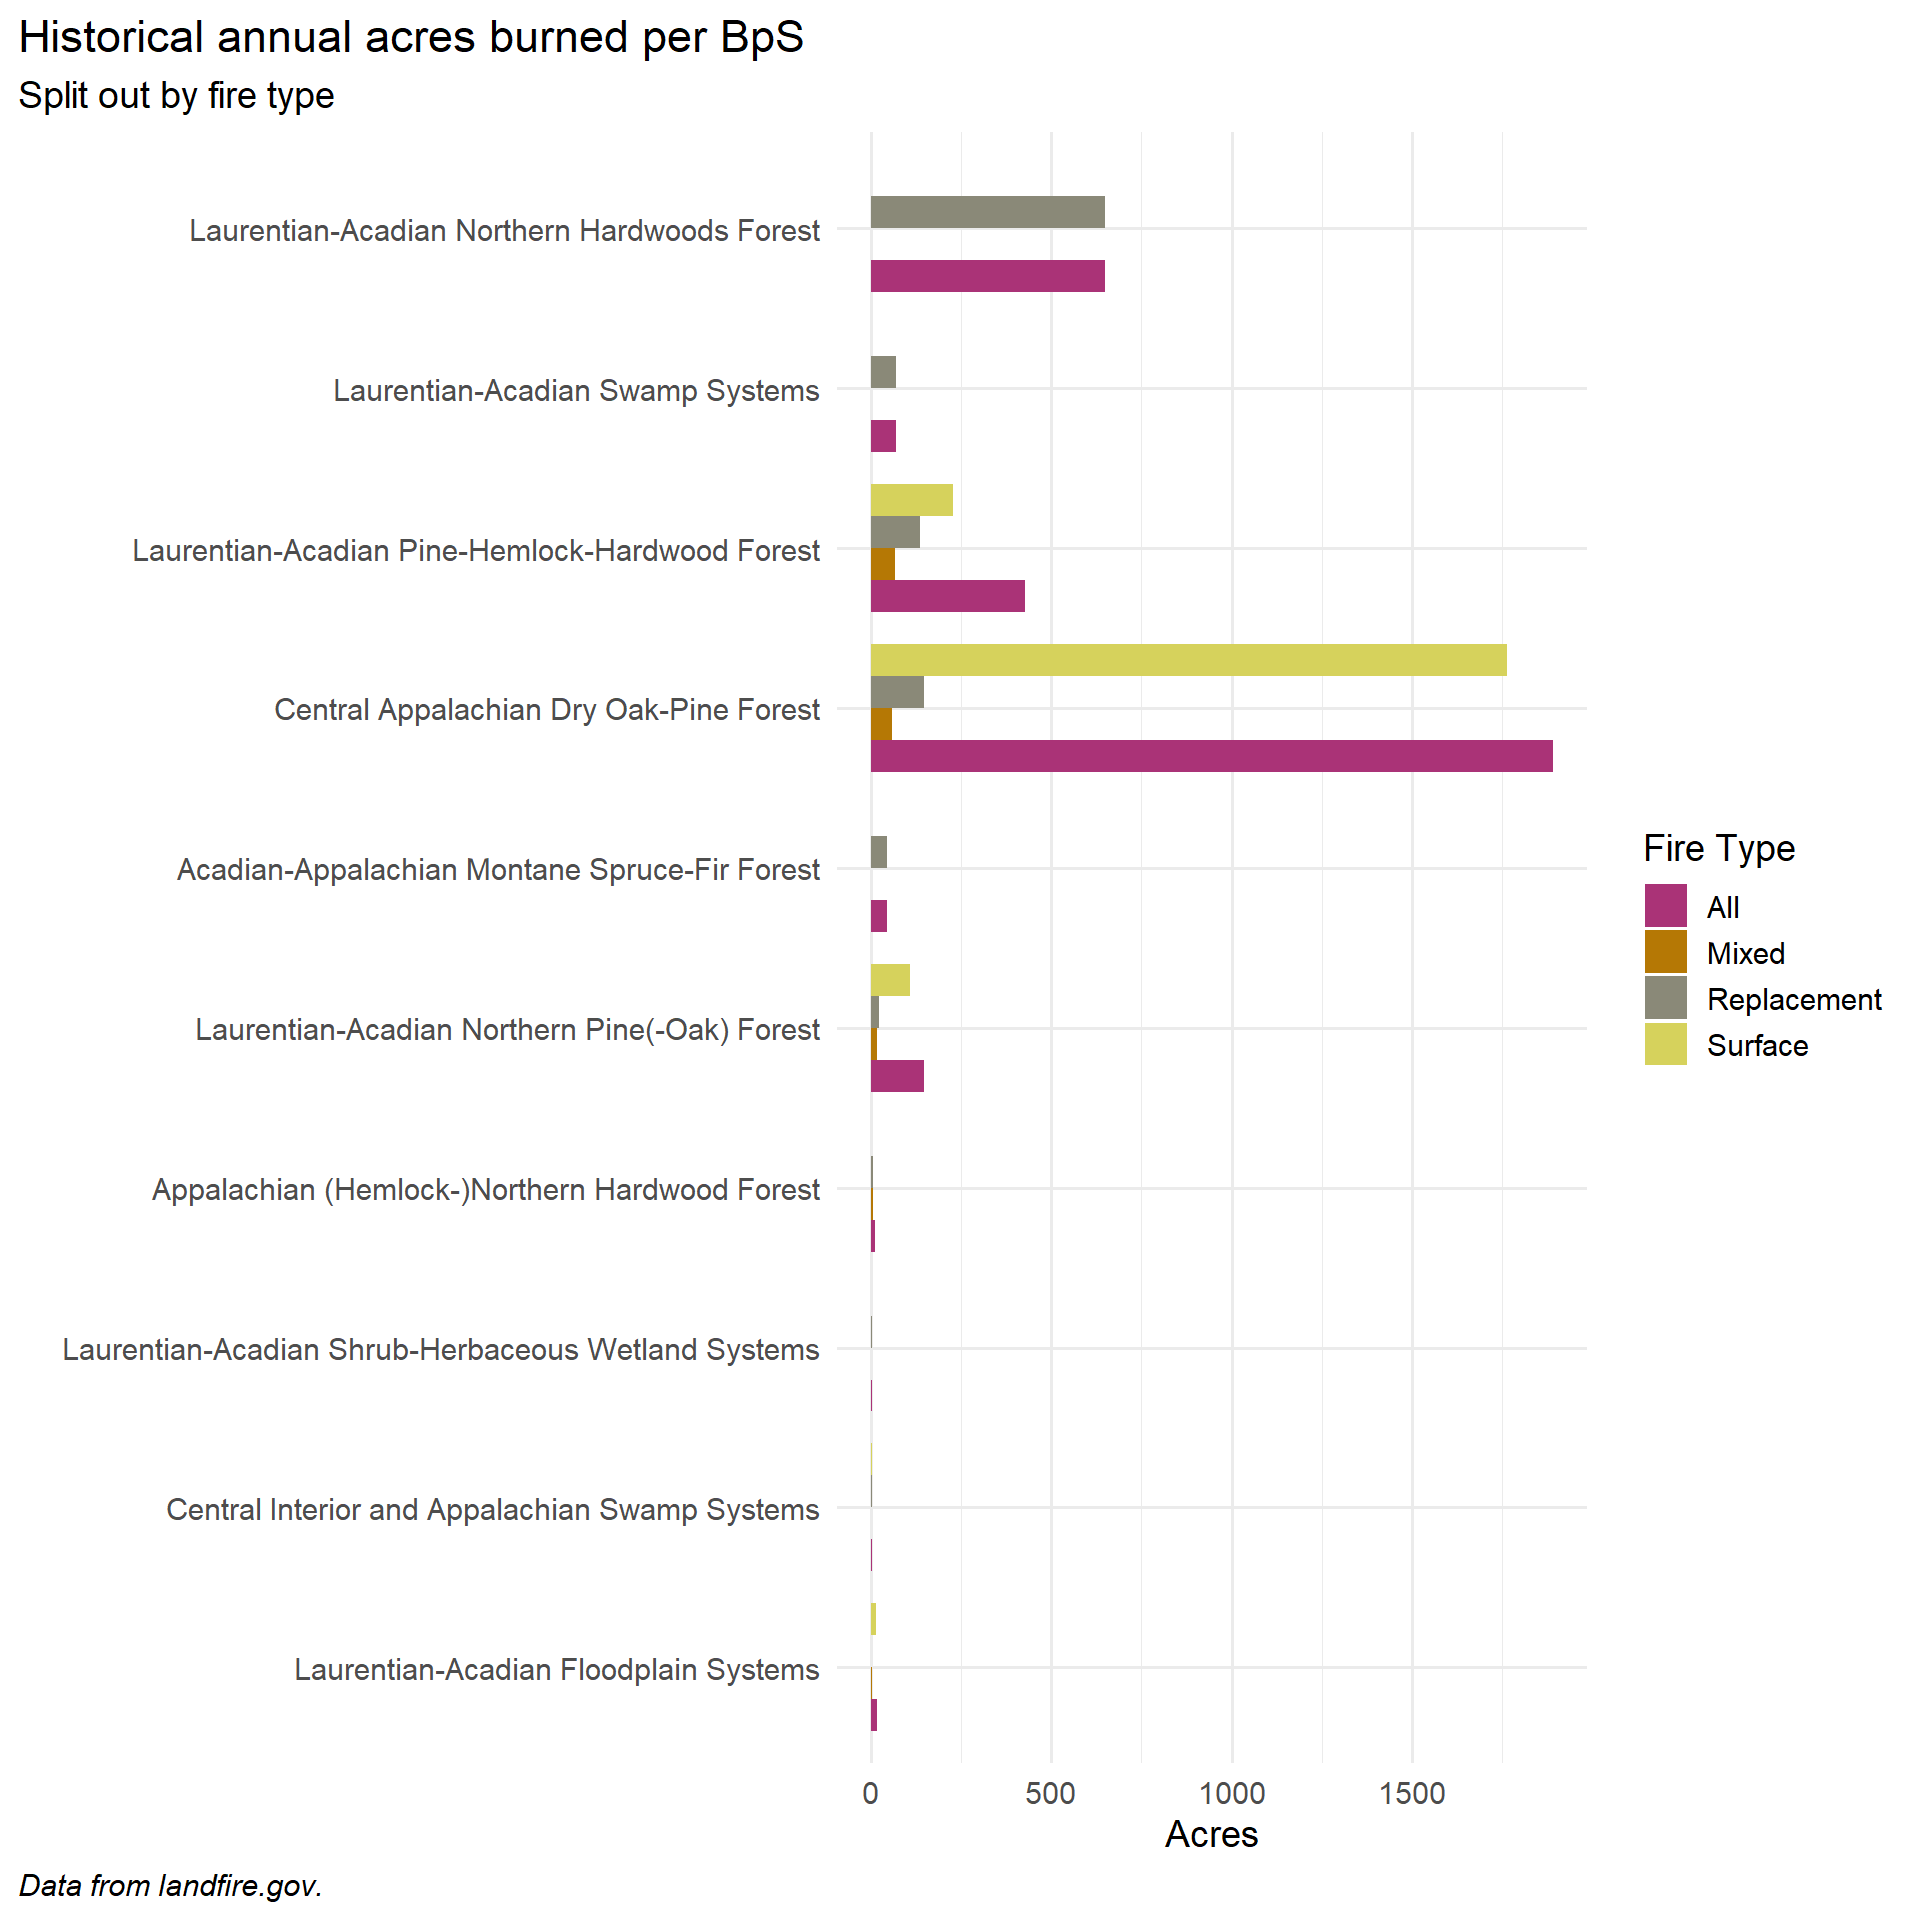 Historical annual acres burned per BpS
Split out by fire type
Laurentian-Acadian Northern Hardwoods Forest
Laurentian-Acadian Swamp Systems
Laurentian-Acadian Pine-Hemlock-Hardwood Forest
Central Appalachian Dry Oak-Pine Forest
Acadian-Appalachian Montane Spruce-Fir Forest
Laurentian-Acadian Northern Pine(-Oak) Forest
Appalachian (Hemlock-)Northern Hardwood Forest
Laurentian-Acadian Shrub-Herbaceous Wetland Systems
Central Interior and Appalachian Swamp Systems
Laurentian-Acadian Floodplain Systems
0 500 1000 1500
Acres
Fire Type
All
Mixed
Replacement
Surface
Data from landfire.gov.